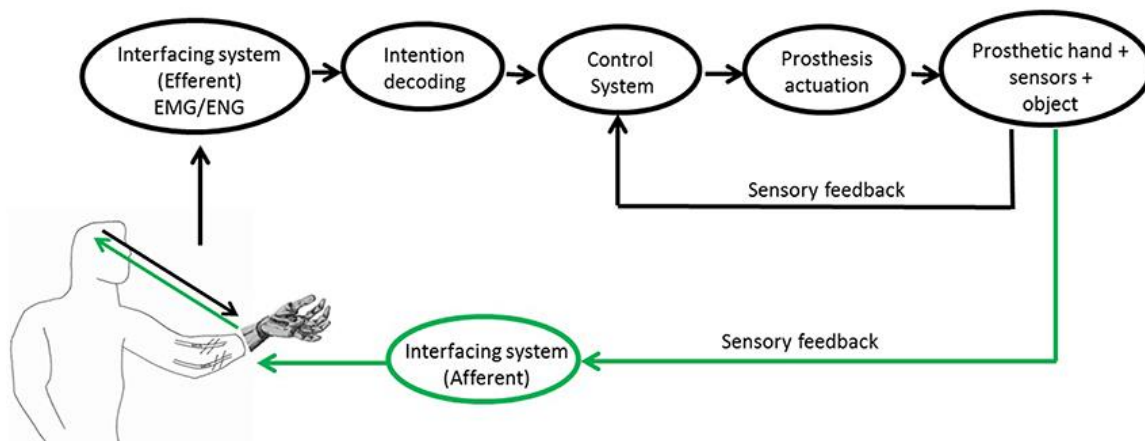 Interfacing system
(Efferent)
EMG/ENG
Intention
decoding
Control
System
Prosthesis
actuation
Prosthetic hand +
sensors +
object
Sensory feedback
Sensory feedback
Interfacing system
(Afferent)